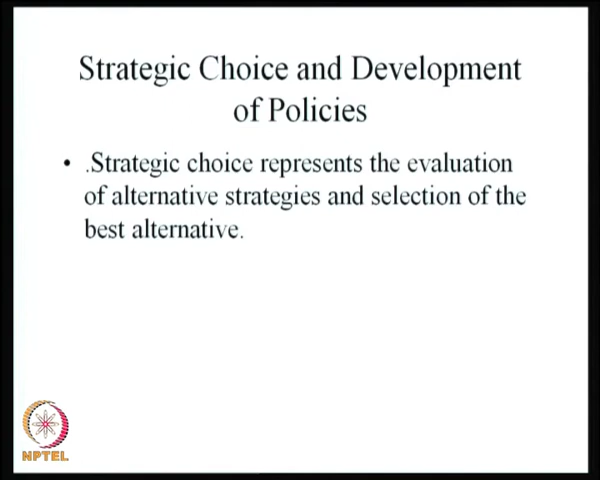 Strategic Choice and Development
of Policies
• .Strategic choice represents the evaluation
of alternative strategies and selection of the
best alternative.
NPTEL